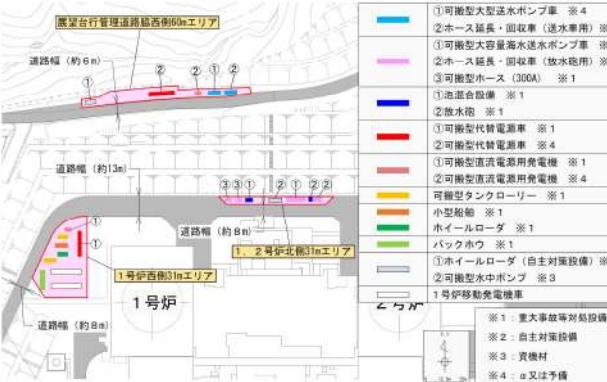 展望台行管理道路脇西側60mエリア
道路幅（約6m）
① ② ② ① ②
道路幅（約13m）
③ ③ ① ② ① ② ②
道路幅（約8m）
1，2号炉北側31mエリア
①
①
1号炉西側31mエリア
1号炉
2号炉
道路幅（約8m）
①可搬型大型送水ポンプ車 ※4
②ホース延長・回収車（送水車用）※
①可搬型大容量海水送水ポンプ車 ※
②ホース延長・回収車（放水砲用）※
③可搬型ホース（300A） ※1
①泡混合設備 ※1
②放水砲 ※1
①可搬型代替電源車 ※1
②可搬型代替電源車 ※4
①可搬型直流電源用発電機 ※1
②可搬型直流電源用発電機 ※4
可搬型タンクローリー ※1
小型船舶 ※1
ホイールローダ ※1
バックホウ ※1
①ホイールローダ（自主対策設備）※
②可搬型水中ポンプ ※3
1号炉移動発電機車
※1：重大事故等対処設備
※2：自主対策設備
※3：資機材
※4：α又は予備